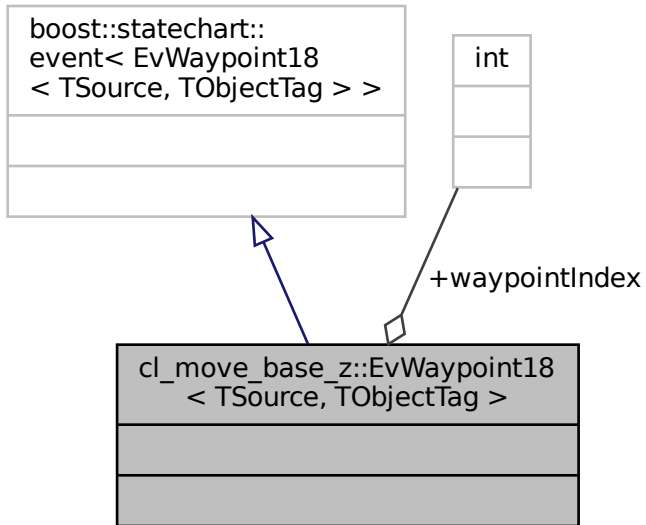 boost::statechart::
event< EvWaypoint18
< TSource, TObjectTag > >
int
+waypointIndex
cl_move_base_z::EvWaypoint18
< TSource, TObjectTag >